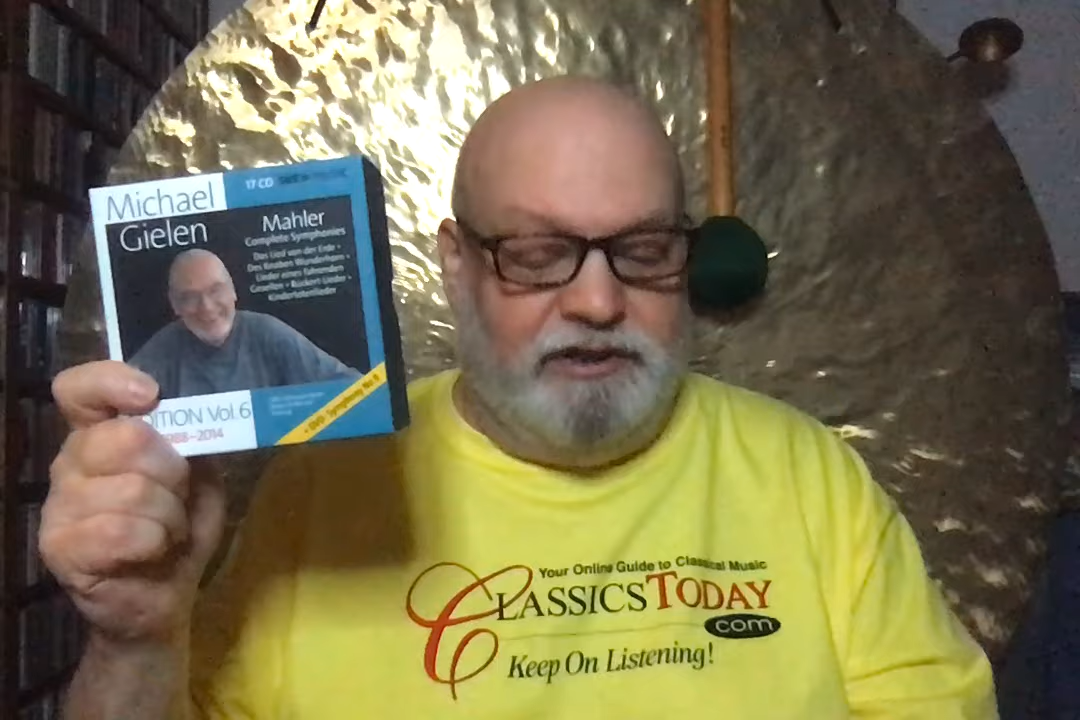 Michael
Gielen
17 CD
Mahler
Complete Symphonies
Das Lied von der Erde •
Des Knaben Wunderhorn •
Lieder eines fahrenden
Gesellen • Rückert Lieder •
Kindertotenlieder
DITION Vol.6
1988–2014
+ DVD: Symphony No 9
Your Online Guide to Classical Music
CLASSICSTODAY
com
Keep On Listening!